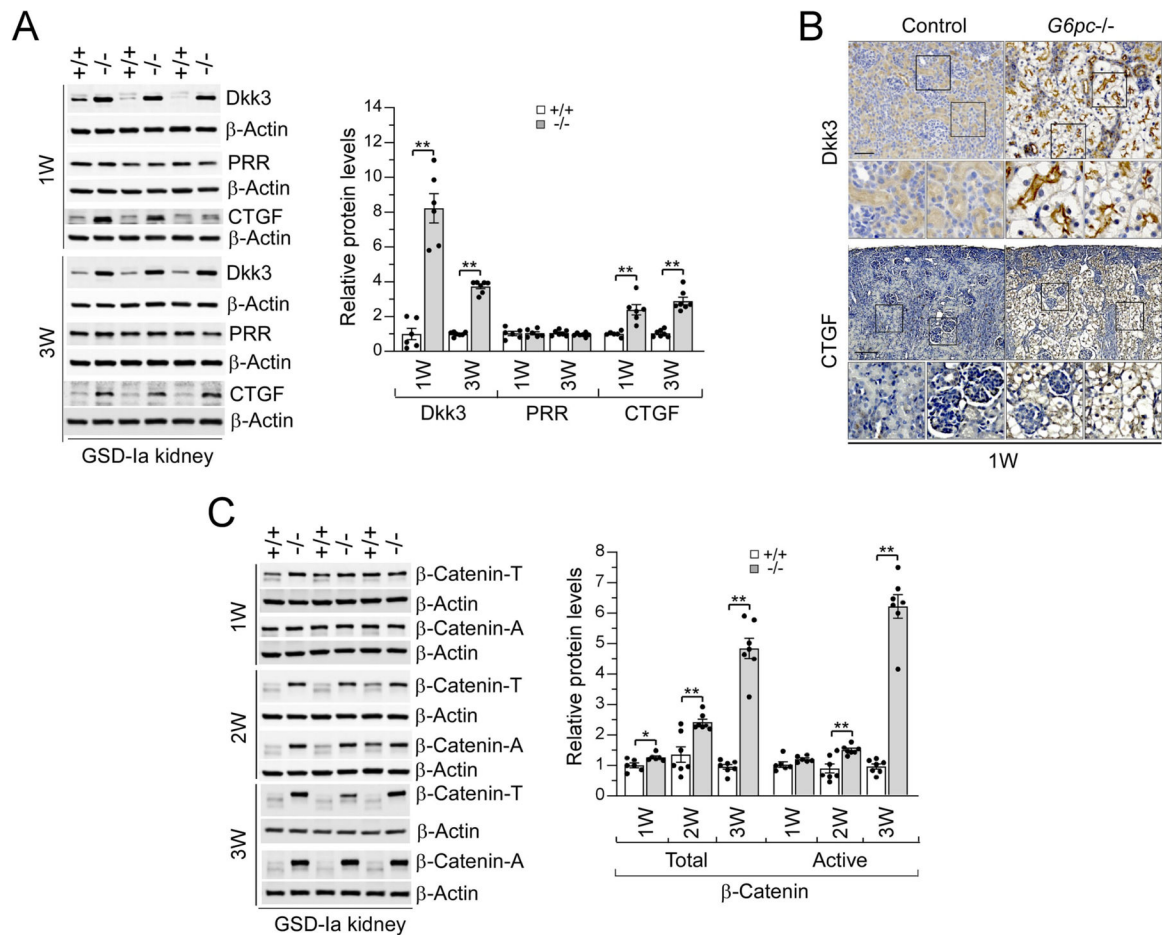 A
+/+ -/- +/+ -/- +/+ -/-
1W
Dkk3
β-Actin
PRR
β-Actin
CTGF
β-Actin
3W
Dkk3
β-Actin
PRR
β-Actin
CTGF
β-Actin
GSD-Ia kidney
Relative protein levels
14
12
10
8
6
4
2
0
+/+
-/-
** ** ** **
1W 3W 1W 3W 1W 3W
Dkk3 PRR CTGF
B
Control G6pc-/-
Dkk3
CTGF
1W
C
+/+ -/- +/+ -/- +/+ -/-
1W
β-Catenin-T
β-Actin
β-Catenin-A
β-Actin
2W
β-Catenin-T
β-Actin
β-Catenin-A
β-Actin
3W
β-Catenin-T
β-Actin
β-Catenin-A
β-Actin
GSD-Ia kidney
Relative protein levels
8
7
6
5
4
3
2
1
0
+/+
-/-
* ** ** ** **
1W 2W 3W 1W 2W 3W
Total Active
β-Catenin